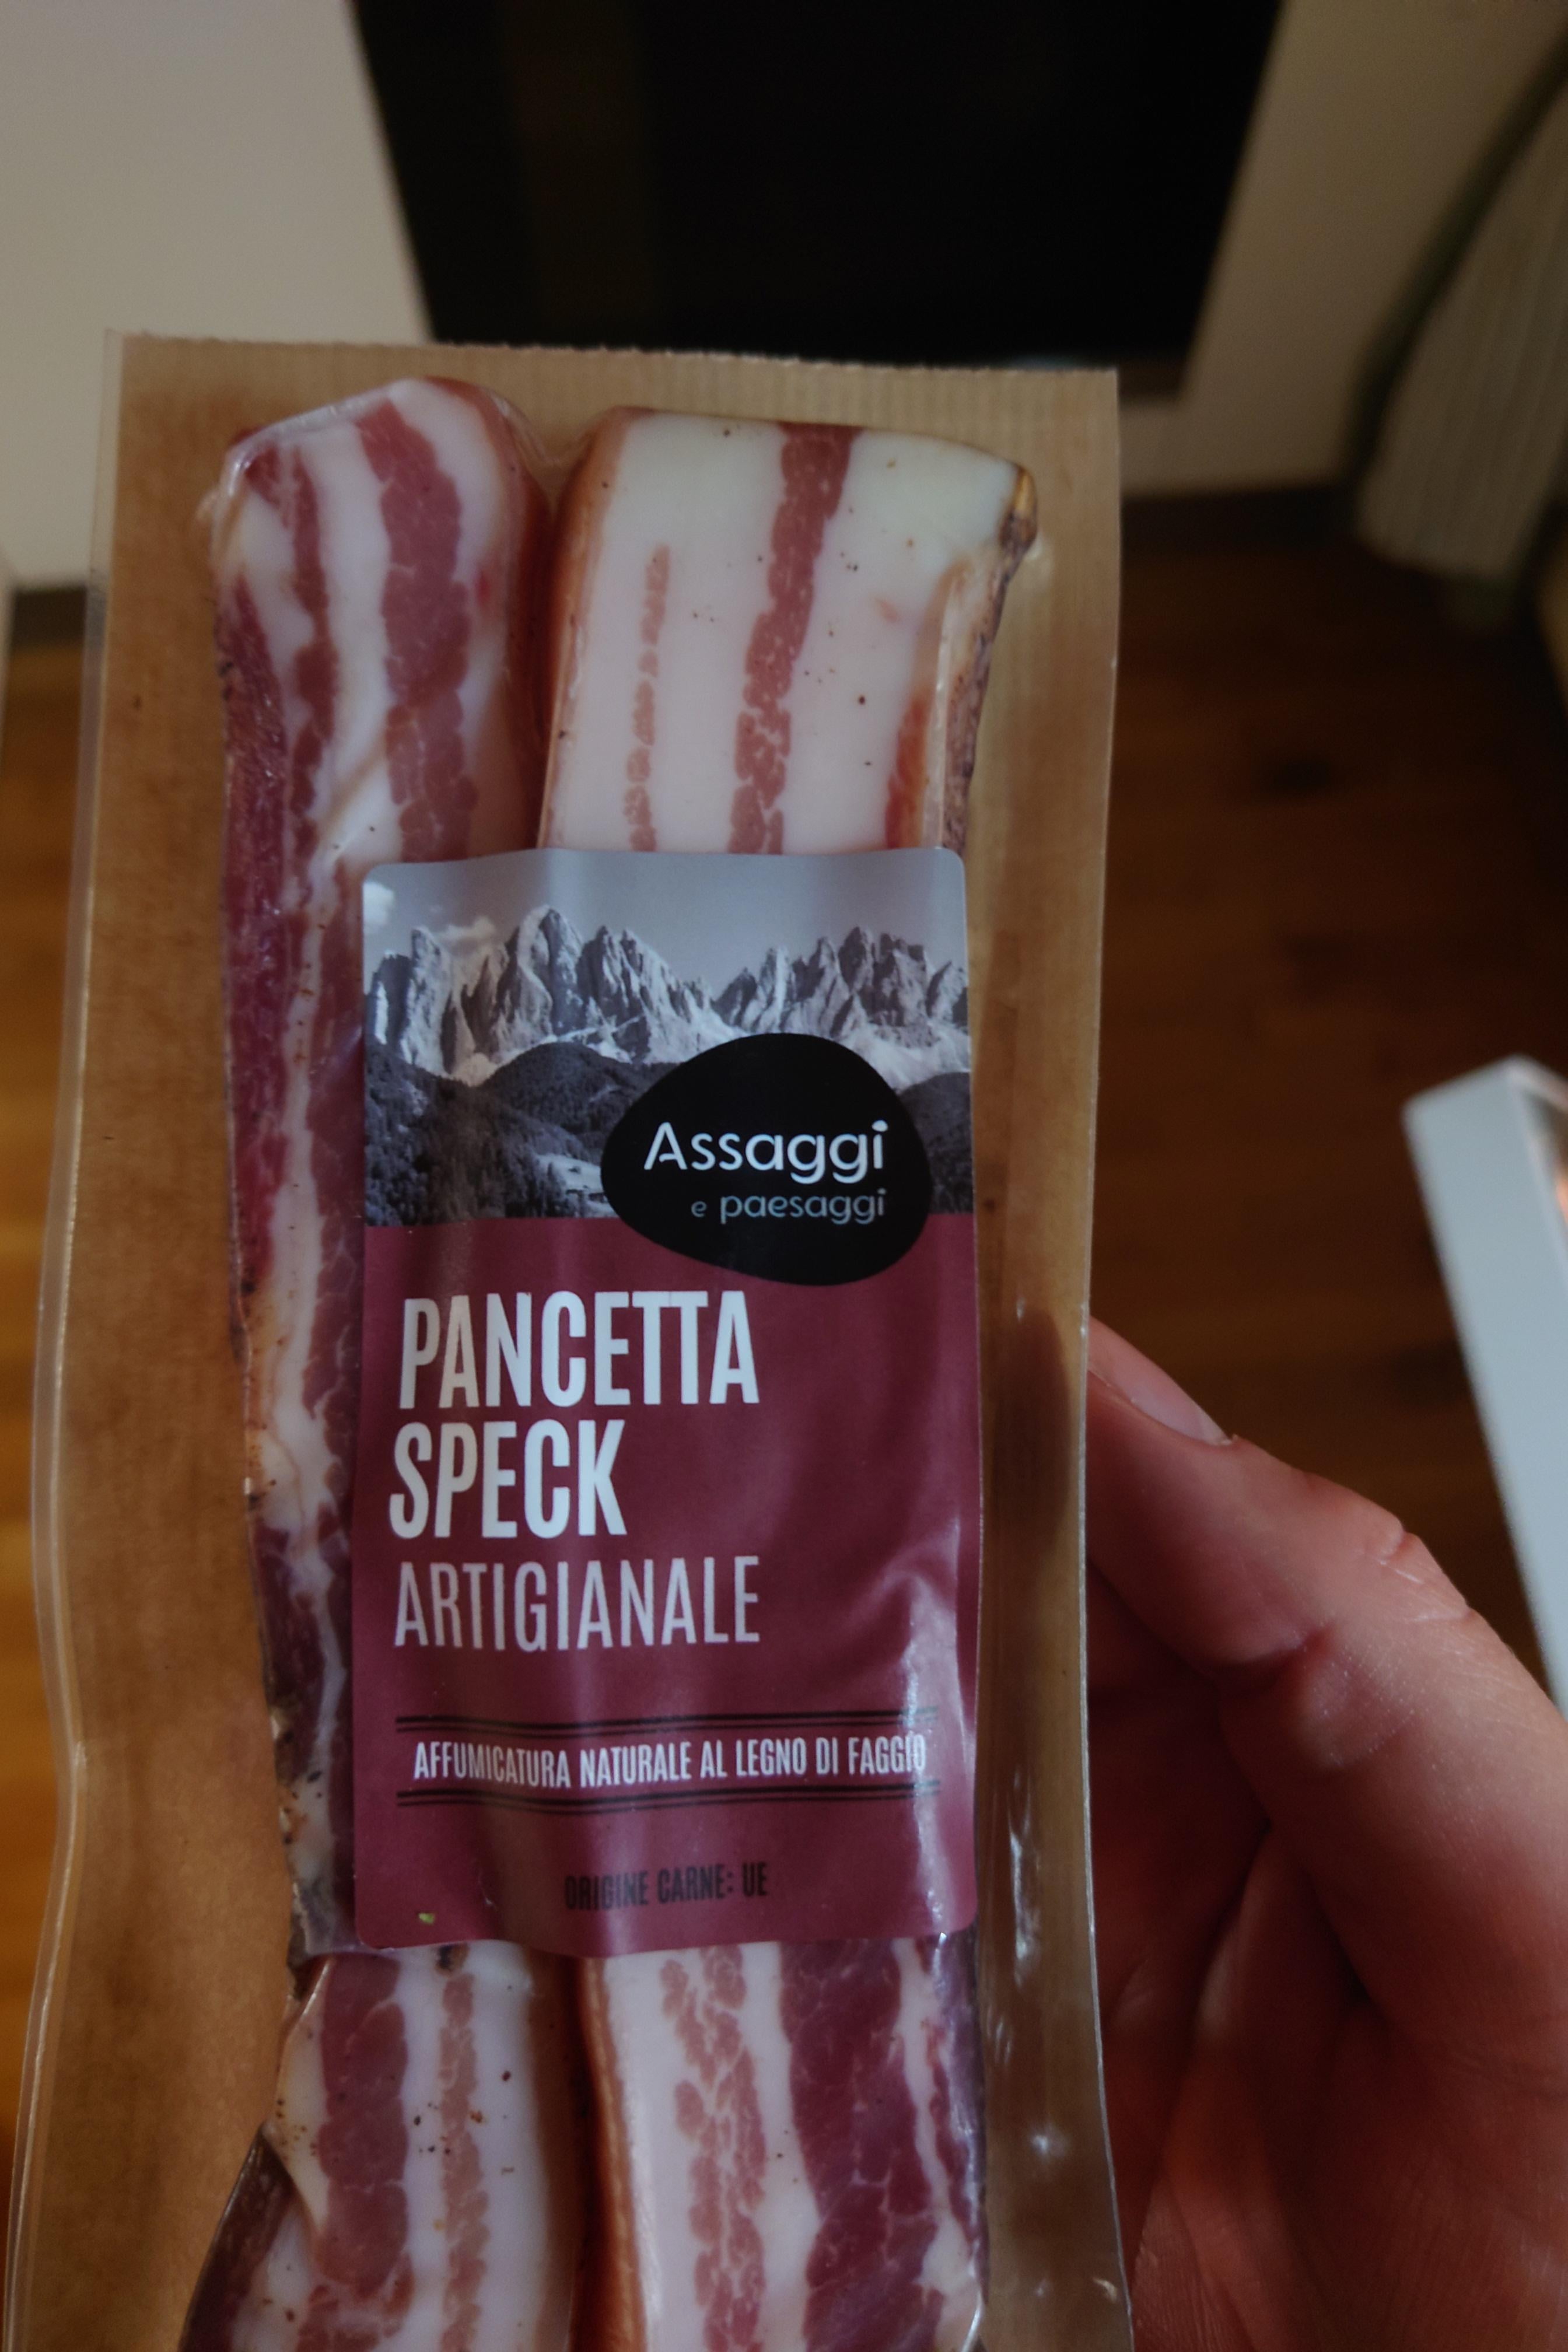 Assaggi
e paesaggi
PANCETTA
SPECK
ARTIGIANALE
AFFUMICATURA NATURALE AL LEGNO DI FAGGIO
ORIGINE CARNE: UE